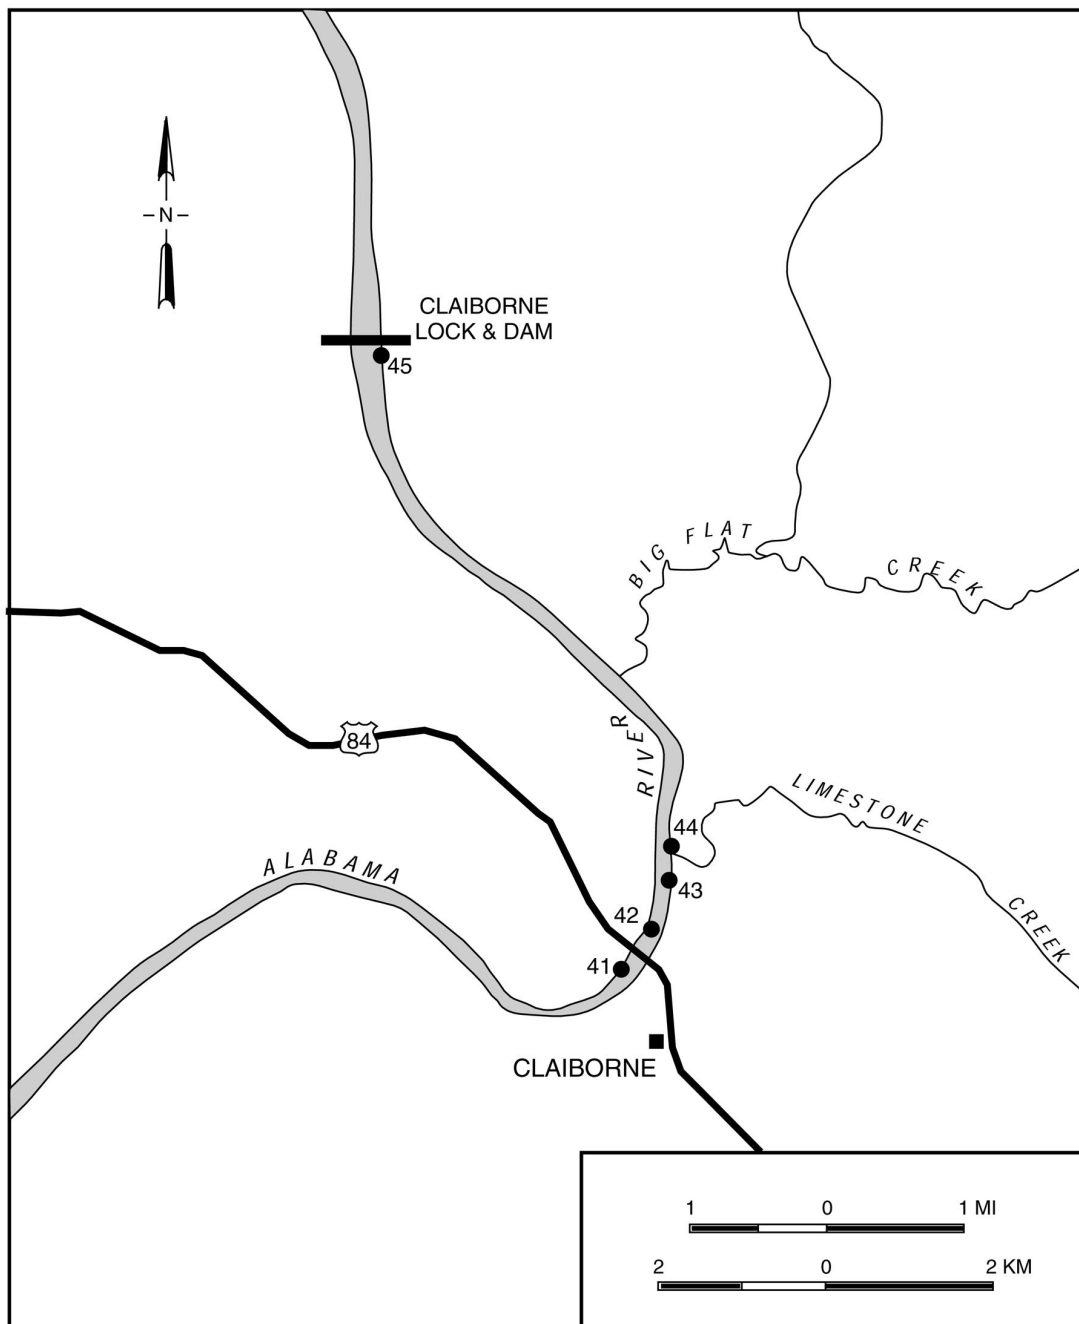 N
CLAIBORNE
LOCK & DAM
45
BIG FLAT
CREEK
RIVER
84
LIMESTONE
CREEK
44
ALABAMA
43
42
41
CLAIBORNE
1 0 1 MI
2 0 2 KM